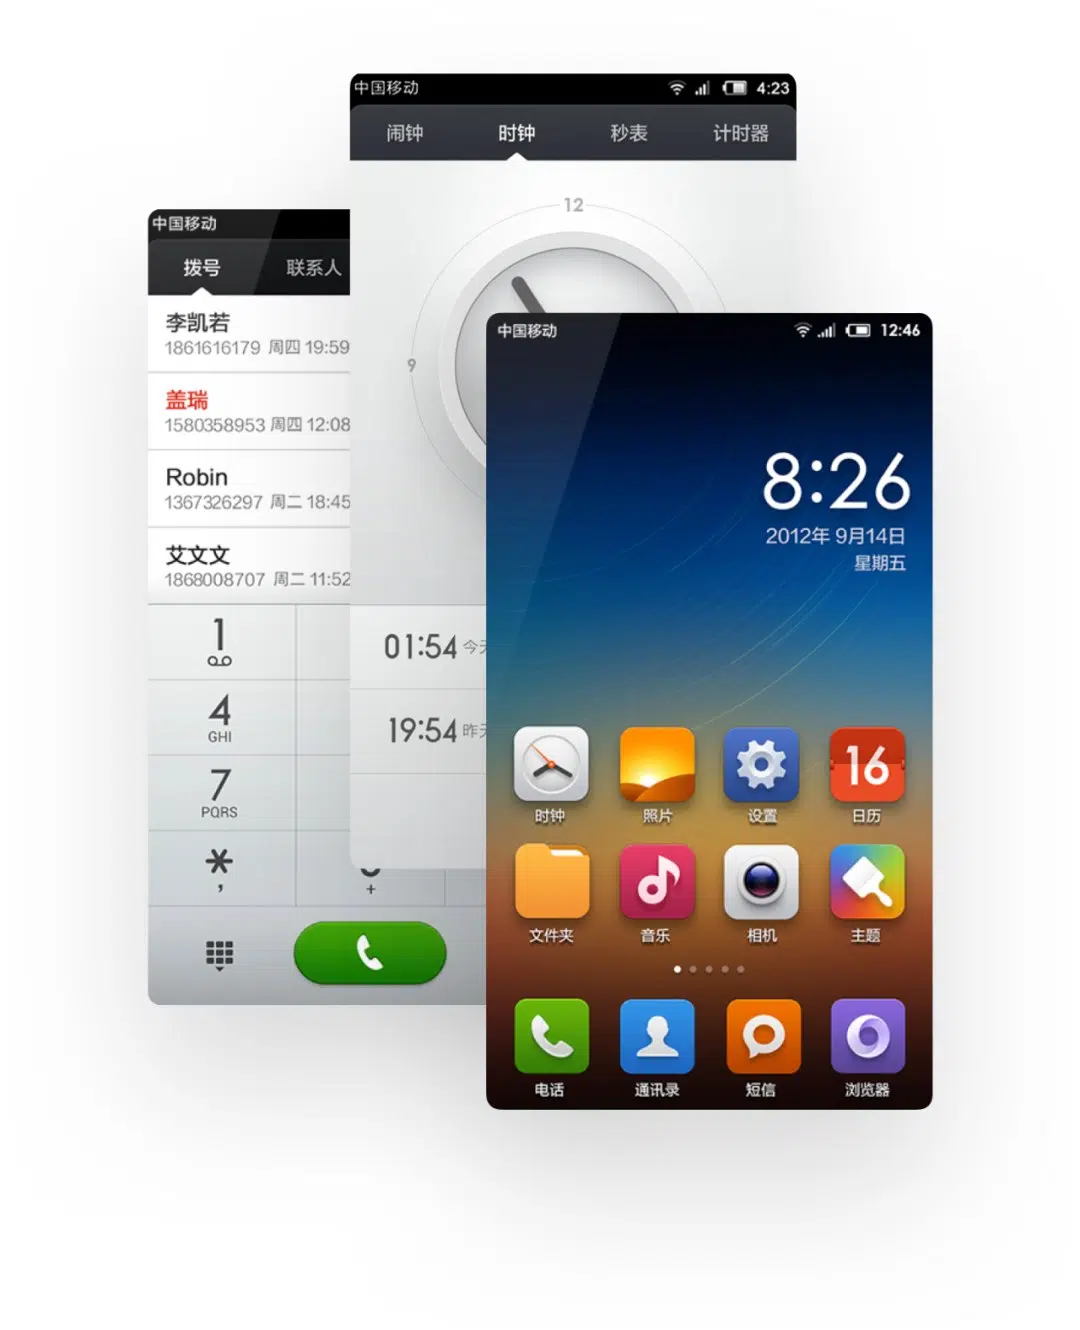 中国移动 4:23
闹钟 时钟 秒表 计时器
12
9
01:54 今天
19:54 昨天
中国移动
拨号 联系人
李凯若
1861616179 周四 19:59
盖瑞
1580358953 周四 12:08
Robin
1367326297 周二 18:45
艾文文
1868008707 周二 11:52
1
4
GHI
7
PQRS
*
,
+
中国移动 12:46
8:26
2012年 9月14日
星期五
16
时钟 照片 设置 日历
文件夹 音乐 相机 主题
电话 通讯录 短信 浏览器